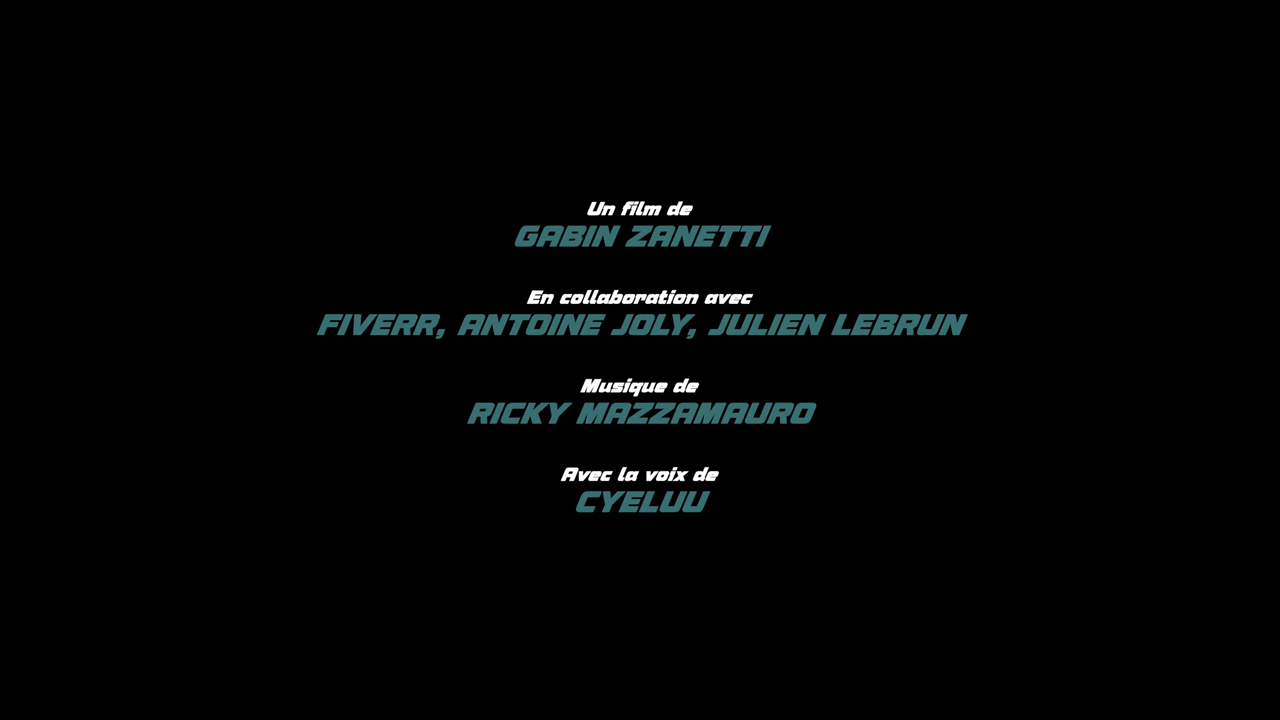 Un film de
GABIN ZANETTI
En collaboration avec
FIVERR, ANTOINE JOLY, JULIEN LEBRUN
Musique de
RICKY MAZZAMAURO
Avec la voix de
CYELUU